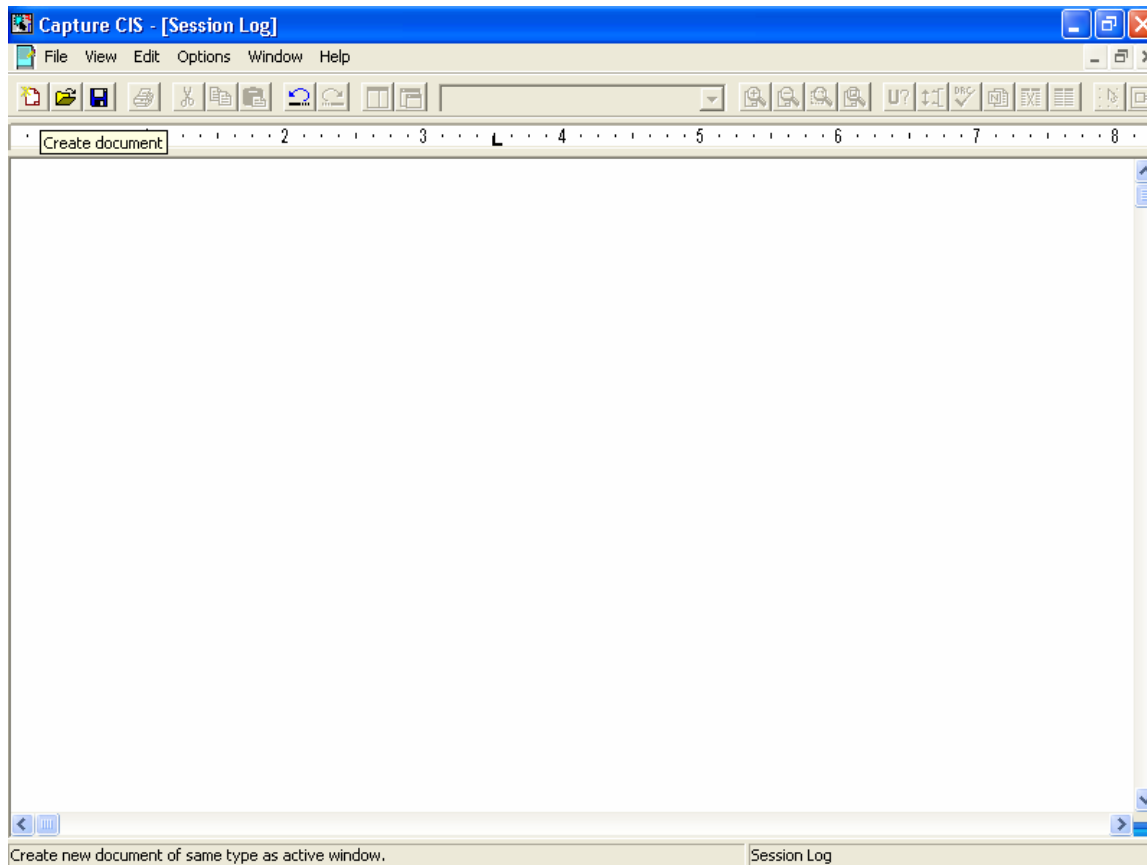 Capture CIS - [Session Log]
File View Edit Options Window Help
U? DRC
Create document 2 3 4 5 6 7 8
Create new document of same type as active window. Session Log